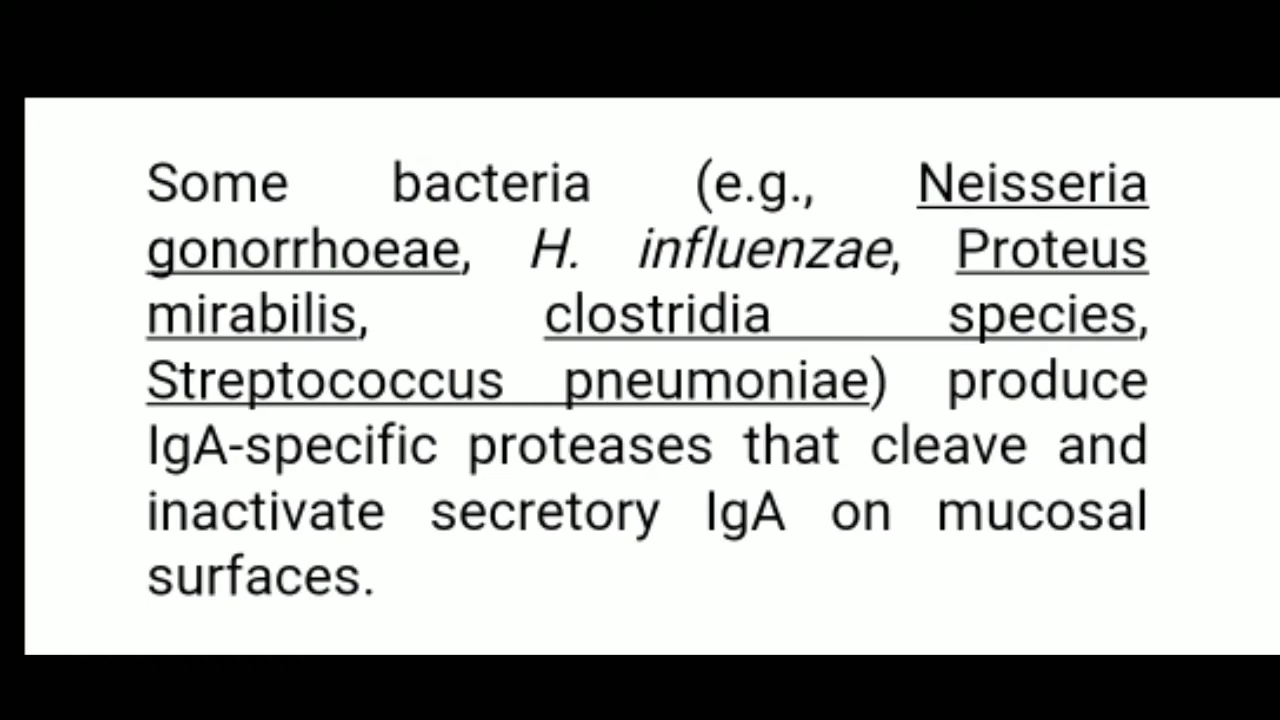 Some bacteria (e.g., Neisseria
gonorrhoeae, H. influenzae, Proteus
mirabilis, clostridia species,
Streptococcus pneumoniae) produce
IgA-specific proteases that cleave and
inactivate secretory IgA on mucosal
surfaces.